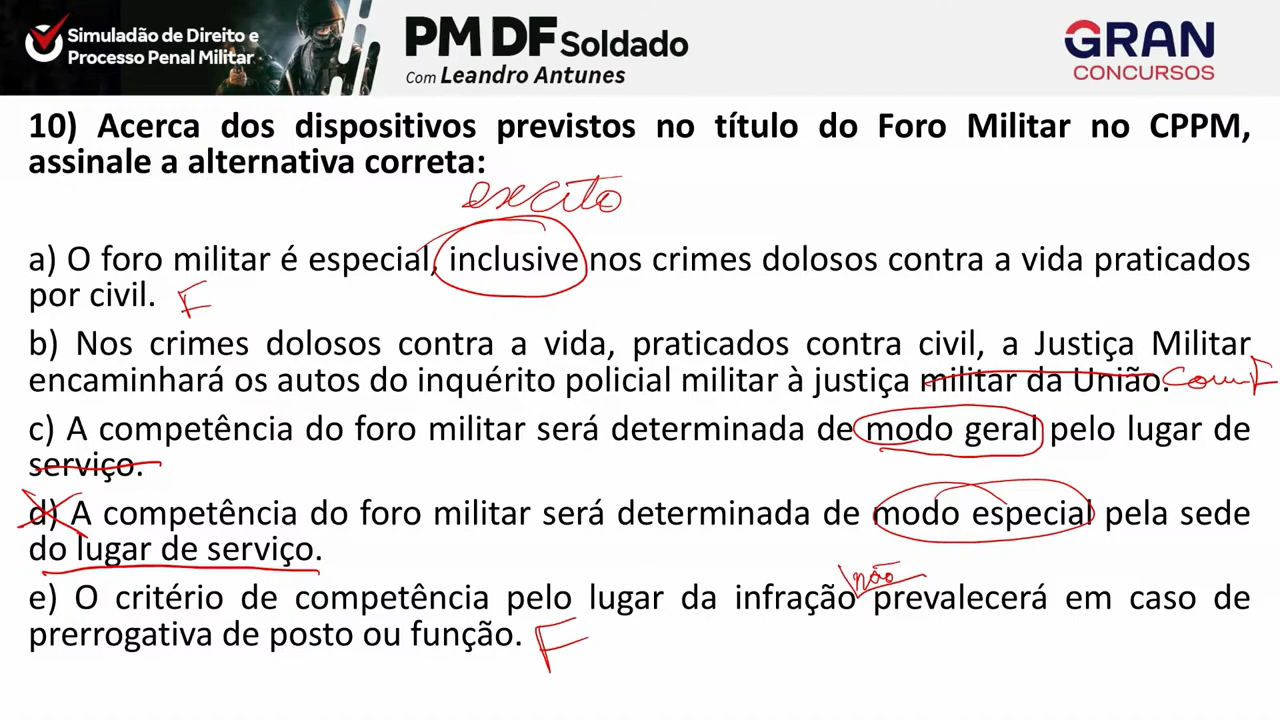 Simuladão de Direito e
Processo Penal Militar
PM DF Soldado
Com Leandro Antunes
GRAN
CONCURSOS
10) Acerca dos dispositivos previstos no título do Foro Militar no CPPM,
assinale a alternativa correta:
exceto
a) O foro militar é especial, inclusive nos crimes dolosos contra a vida praticados
por civil. F
b) Nos crimes dolosos contra a vida, praticados contra civil, a Justiça Militar
encaminhará os autos do inquérito policial militar à justiça militar da União. F
c) A competência do foro militar será determinada de modo geral pelo lugar de
serviço.
d) A competência do foro militar será determinada de modo especial pela sede
do lugar de serviço.
não
e) O critério de competência pelo lugar da infração prevalecerá em caso de
prerrogativa de posto ou função. F